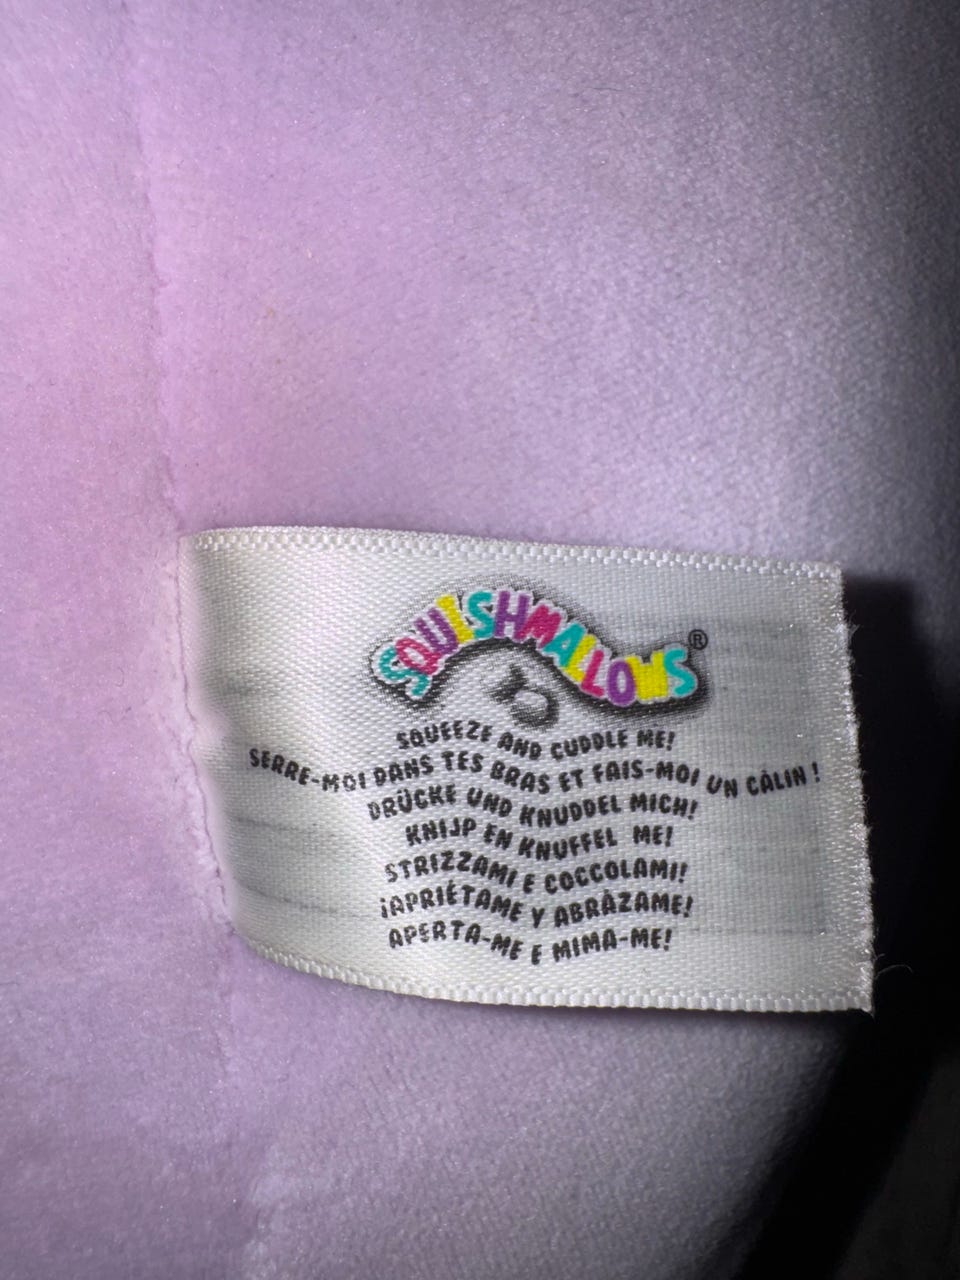 SQUISHMALLOWS®
SQUEEZE AND CUDDLE ME!
SERRE-MOI DANS TES BRAS ET FAIS-MOI UN CÂLIN !
DRÜCKE UND KNUDDEL MICH!
KNIJP EN KNUFFEL ME!
STRIZZAMI E COCCOLAMI!
¡APRIÉTAME Y ABRÁZAME!
APERTA-ME E MIMA-ME!